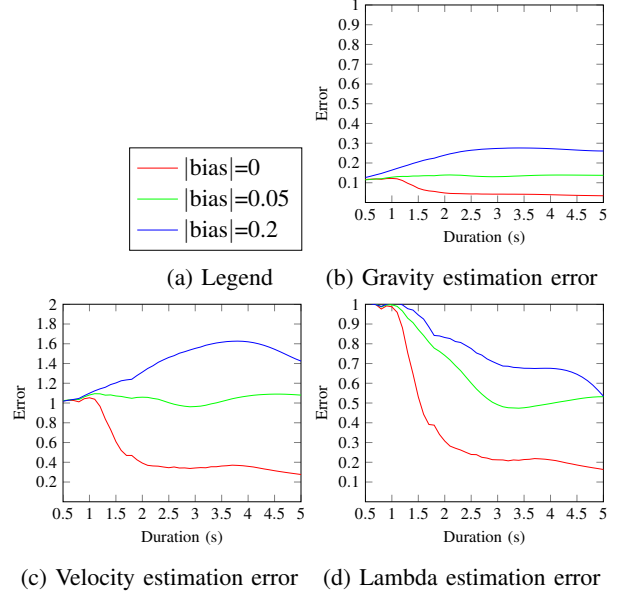 1
0.9
0.8
0.7
0.6
0.5
0.4
0.3
0.2
0.1
Error
0.5 1 1.5 2 2.5 3 3.5 4 4.5 5
Duration (s)
|bias|=0
|bias|=0.05
|bias|=0.2
(a) Legend
(b) Gravity estimation error
2
1.8
1.6
1.4
1.2
1
0.8
0.6
0.4
0.2
Error
0.5 1 1.5 2 2.5 3 3.5 4 4.5 5
Duration (s)
1
0.9
0.8
0.7
0.6
0.5
0.4
0.3
0.2
0.1
Error
0.5 1 1.5 2 2.5 3 3.5 4 4.5 5
Duration (s)
(c) Velocity estimation error
(d) Lambda estimation error